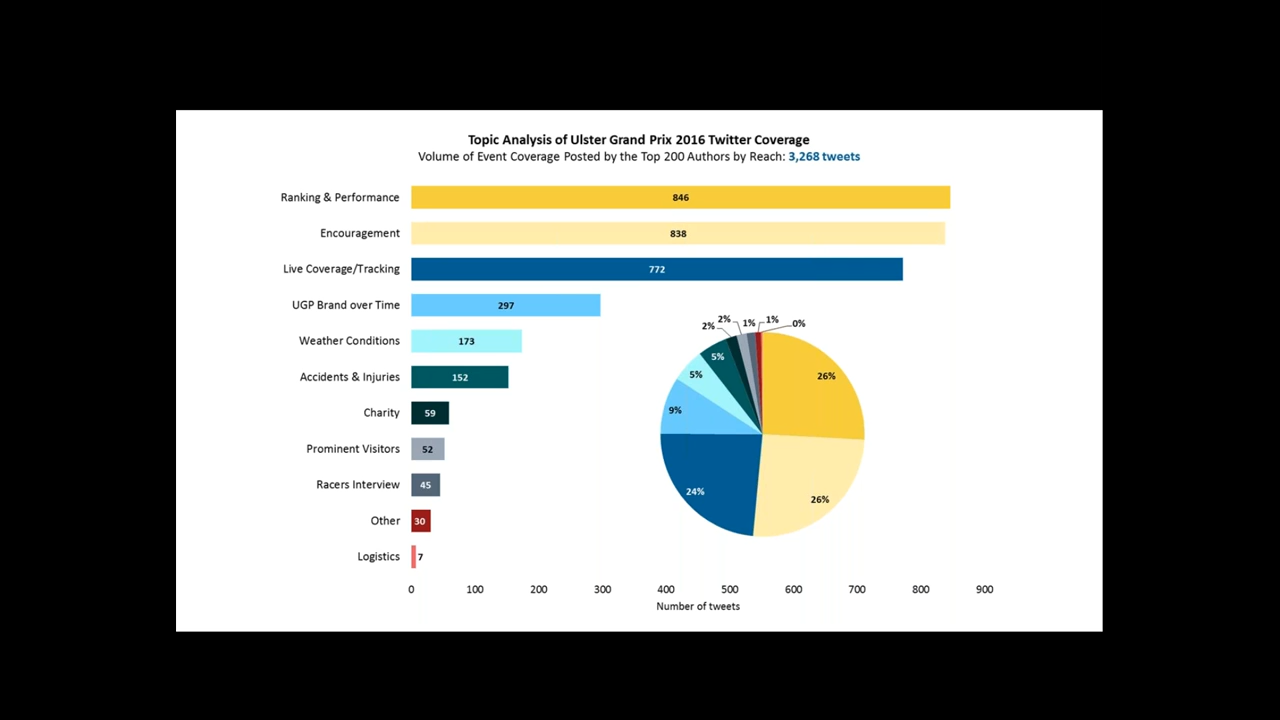 Topic Analysis of Ulster Grand Prix 2016 Twitter Coverage
Volume of Event Coverage Posted by the Top 200 Authors by Reach: 3,268 tweets
Ranking & Performance 846
Encouragement 838
Live Coverage/Tracking 772
UGP Brand over Time 297
Weather Conditions 173
Accidents & Injuries 152
Charity 59
Prominent Visitors 52
Racers Interview 45
Other 30
Logistics 7
2% 2% 1% 1% 0%
5% 26%
5%
9%
24% 26%
0 100 200 300 400 500 600 700 800 900
Number of tweets